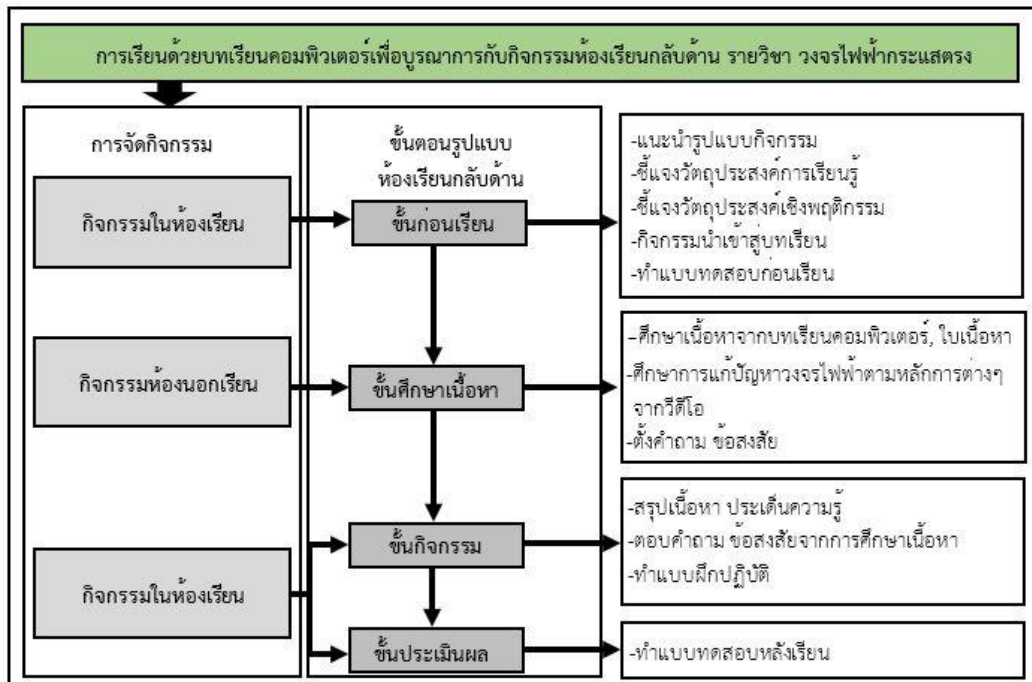 การเรียนด้วยบทเรียนคอมพิวเตอร์เพื่อบูรณาการกับกิจกรรมห้องเรียนกลับด้าน รายวิชา วงจรไฟฟ้ากระแสตรง
การจัดกิจกรรม
ขั้นตอนรูปแบบ
ห้องเรียนกลับด้าน
กิจกรรมในห้องเรียน
ขั้นก่อนเรียน
-แนะนำรูปแบบกิจกรรม
-ชี้แจงวัตถุประสงค์การเรียนรู้
-ชี้แจงวัตถุประสงค์เชิงพฤติกรรม
-กิจกรรมนำเข้าสู่บทเรียน
-ทำแบบทดสอบก่อนเรียน
กิจกรรมห้องนอกเรียน
ขั้นศึกษาเนื้อหา
-ศึกษาเนื้อหาจากบทเรียนคอมพิวเตอร์, ใบเนื้อหา
-ศึกษาการแก้ปัญหาวงจรไฟฟ้าตามหลักการต่างๆ
จากวีดีโอ
-ตั้งคำถาม ข้อสงสัย
กิจกรรมในห้องเรียน
ขั้นกิจกรรม
-สรุปเนื้อหา ประเด็นความรู้
-ตอบคำถาม ข้อสงสัยจากการศึกษาเนื้อหา
-ทำแบบฝึกปฏิบัติ
ขั้นประเมินผล
-ทำแบบทดสอบหลังเรียน